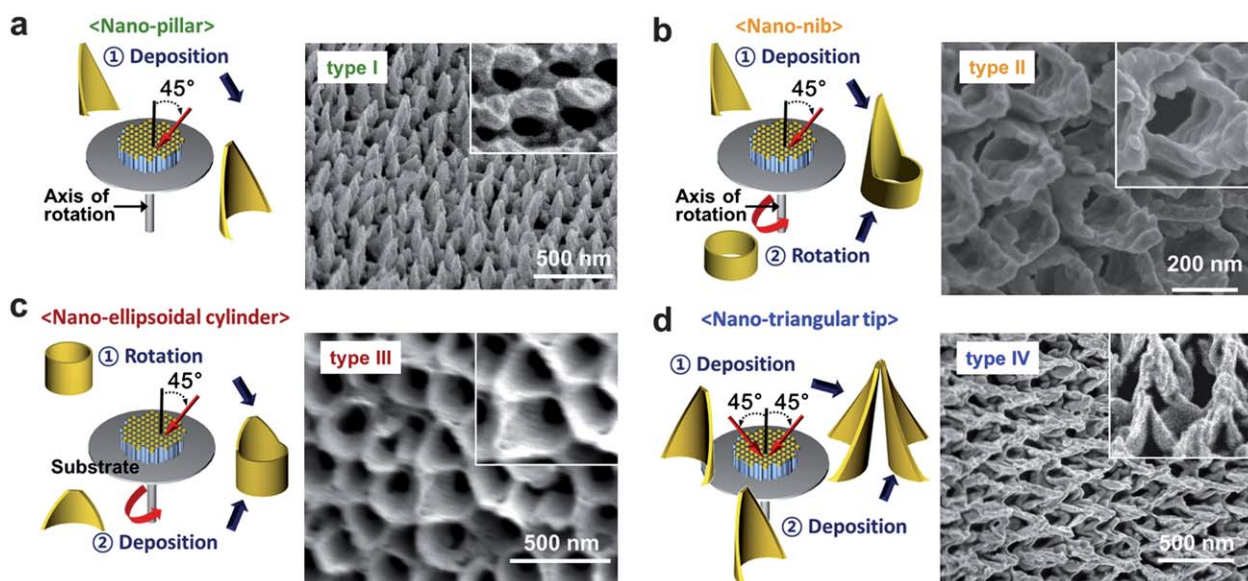 a
<Nano-pillar>
① Deposition
45°
Axis of
rotation
type I
500 nm
b
<Nano-nib>
① Deposition
45°
Axis of
rotation
② Rotation
type II
200 nm
c
<Nano-ellipsoidal cylinder>
① Rotation
45°
Substrate
② Deposition
type III
500 nm
d
<Nano-triangular tip>
① Deposition
45° 45°
② Deposition
type IV
500 nm